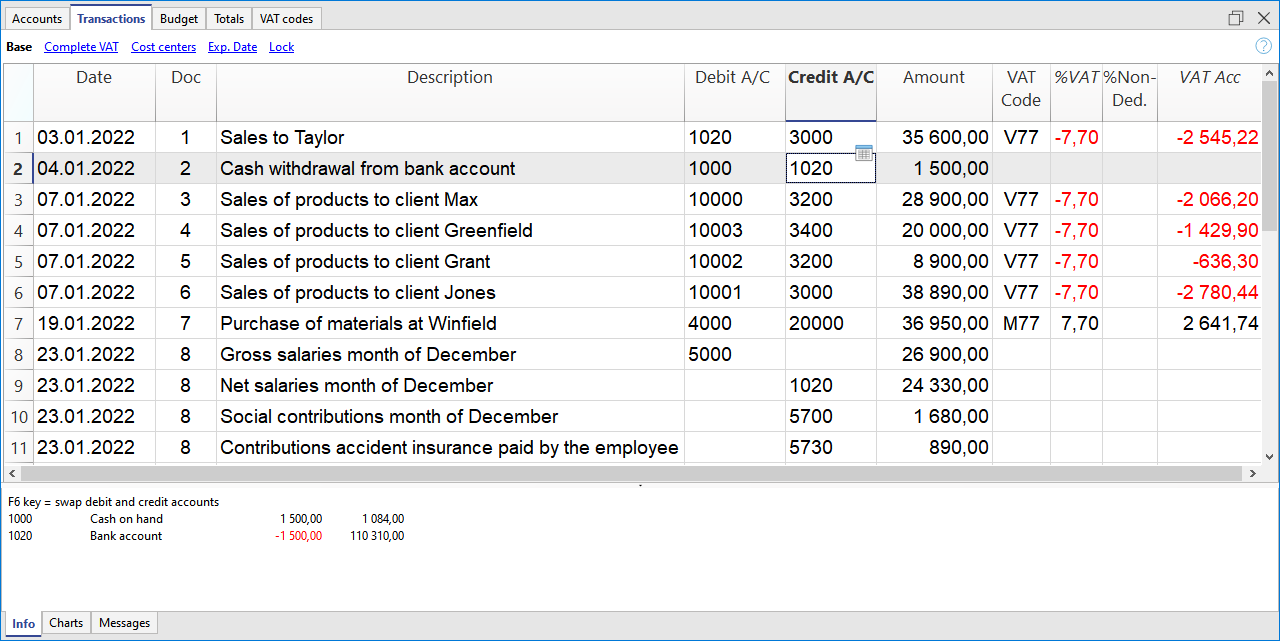 Accounts Transactions Budget Totals VAT codes
Base Complete VAT Cost centers Exp. Date Lock
Date Doc Description Debit A/C Credit A/C Amount VAT Code %VAT %Non-Ded. VAT Acc
1 03.01.2022 1 Sales to Taylor 1020 3000 35 600,00 V77 -7,70 -2 545,22
2 04.01.2022 2 Cash withdrawal from bank account 1000 1020 1 500,00
3 07.01.2022 3 Sales of products to client Max 10000 3200 28 900,00 V77 -7,70 -2 066,20
4 07.01.2022 4 Sales of products to client Greenfield 10003 3400 20 000,00 V77 -7,70 -1 429,90
5 07.01.2022 5 Sales of products to client Grant 10002 3200 8 900,00 V77 -7,70 -636,30
6 07.01.2022 6 Sales of products to client Jones 10001 3000 38 890,00 V77 -7,70 -2 780,44
7 19.01.2022 7 Purchase of materials at Winfield 4000 20000 36 950,00 M77 7,70 2 641,74
8 23.01.2022 8 Gross salaries month of December 5000 26 900,00
9 23.01.2022 8 Net salaries month of December 1020 24 330,00
10 23.01.2022 8 Social contributions month of December 5700 1 680,00
11 23.01.2022 8 Contributions accident insurance paid by the employee 5730 890,00
F6 key = swap debit and credit accounts
1000 Cash on hand 1 500,00 1 084,00
1020 Bank account -1 500,00 110 310,00
Info Charts Messages